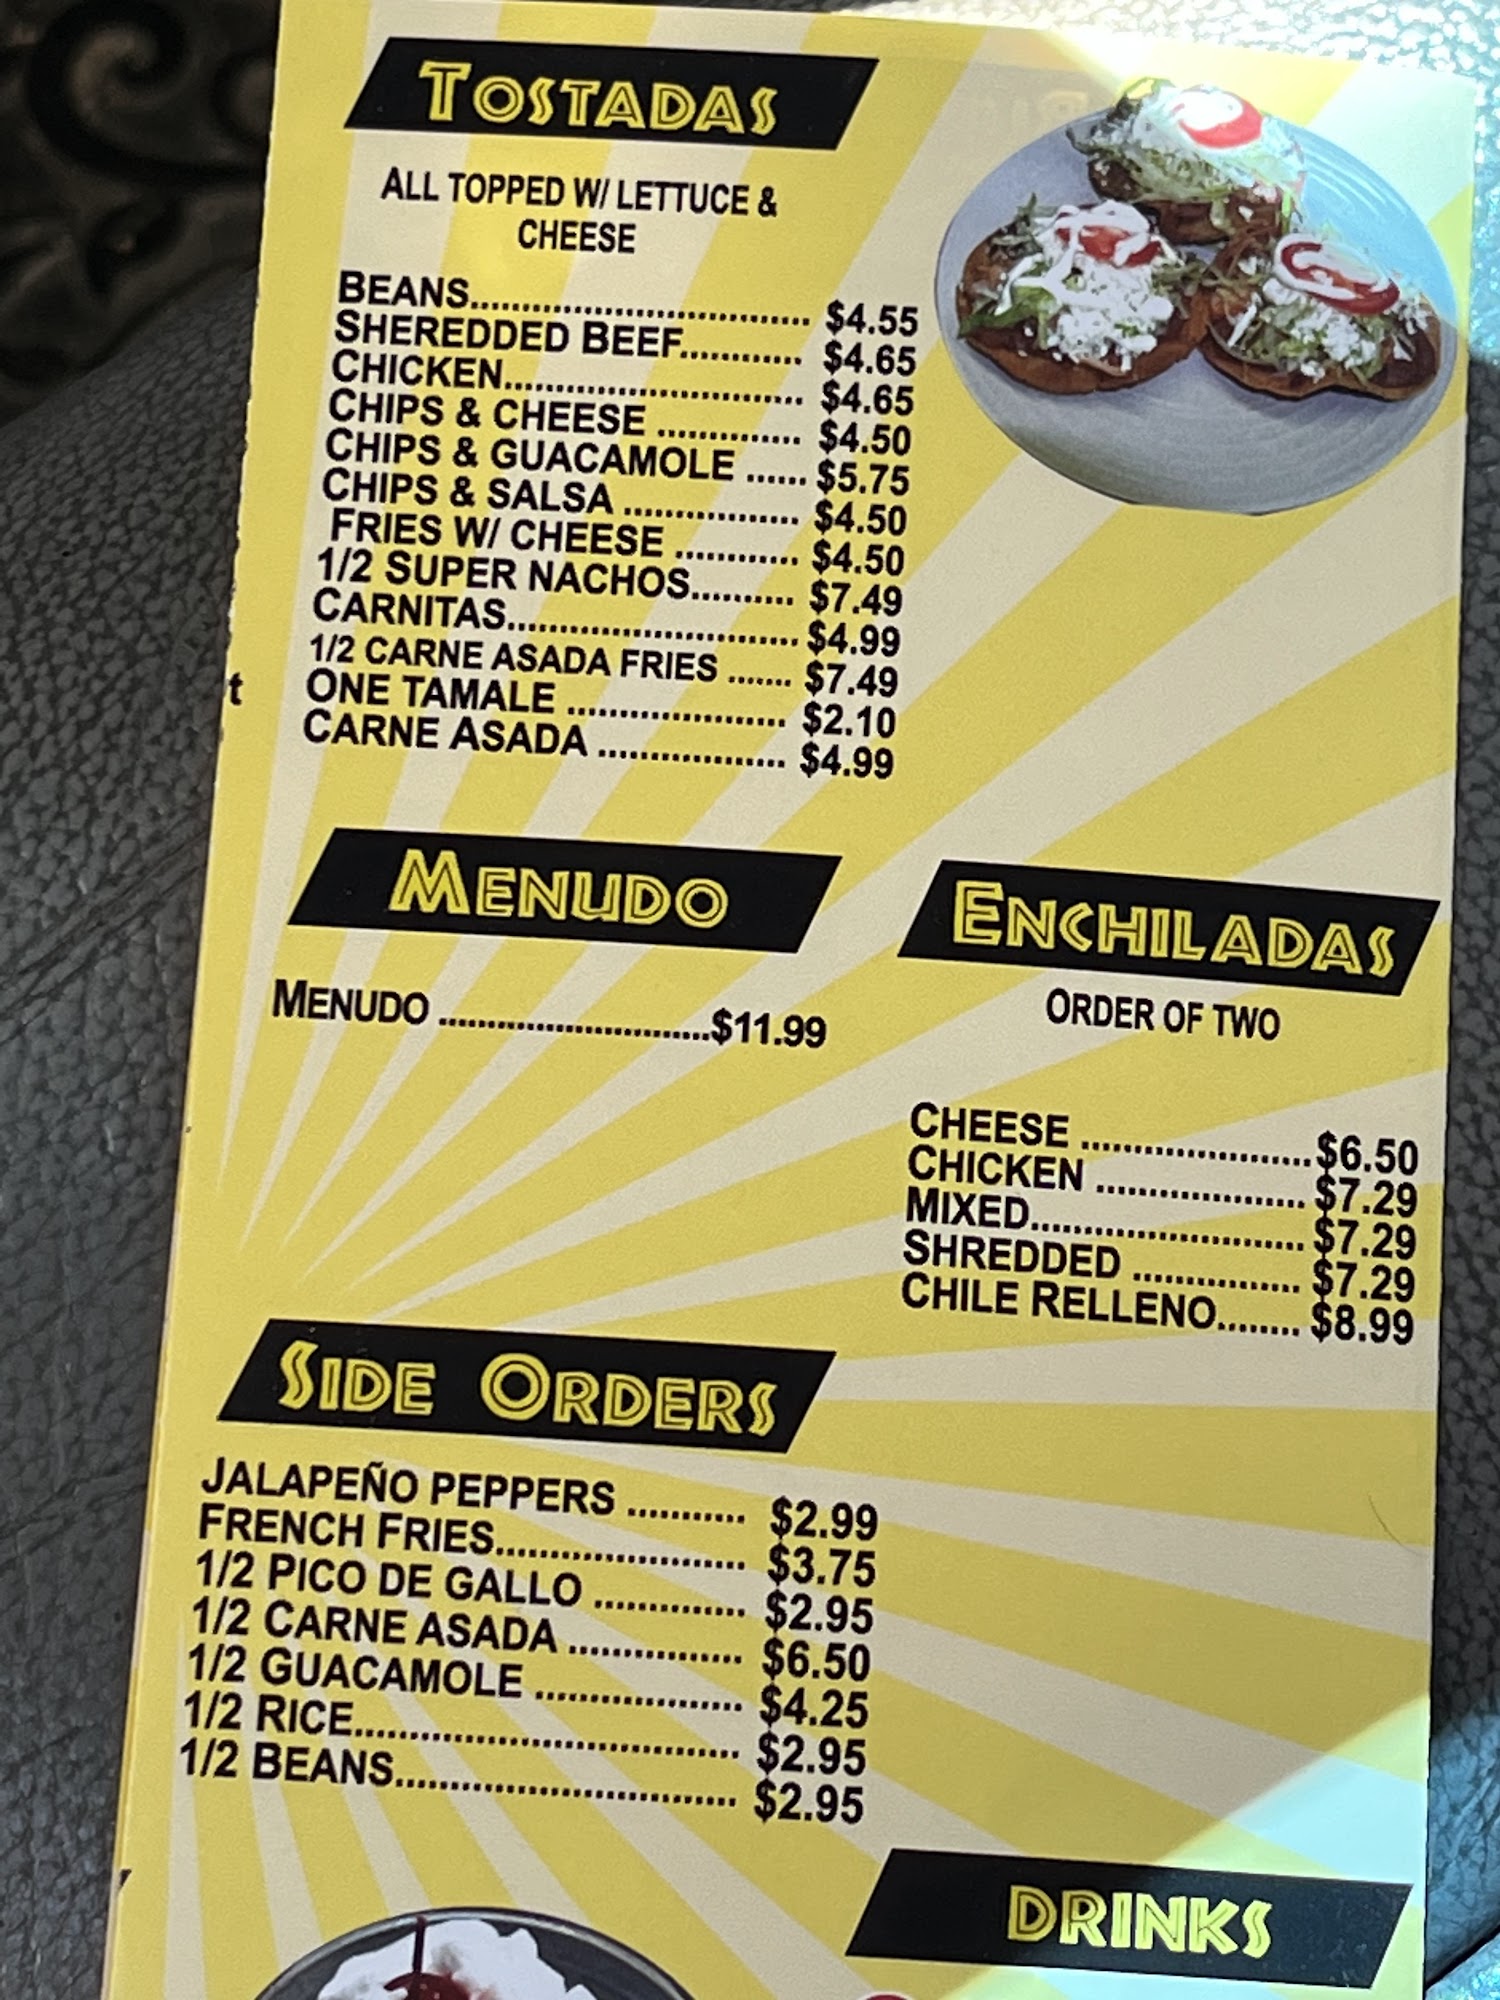 TOSTADAS
ALL TOPPED W/ LETTUCE &
CHEESE
BEANS.................................. $4.55
SHEREDDED BEEF............ $4.65
CHICKEN.............................. $4.65
CHIPS & CHEESE .............. $4.50
CHIPS & GUACAMOLE ...... $5.75
CHIPS & SALSA ................. $4.50
FRIES W/ CHEESE ............ $4.50
1/2 SUPER NACHOS.......... $7.49
CARNITAS............................ $4.99
1/2 CARNE ASADA FRIES ....... $7.49
t
ONE TAMALE ..................... $2.10
CARNE ASADA .................. $4.99
MENUDO
MENUDO ...........................$11.99
ENCHILADAS
ORDER OF TWO
CHEESE ......................$6.50
CHICKEN .................... $7.29
MIXED.......................... $7.29
SHREDDED ................ $7.29
CHILE RELLENO........ $8.99
SIDE ORDERS
JALAPEÑO PEPPERS ........... $2.99
FRENCH FRIES........................ $3.75
1/2 PICO DE GALLO .............. $2.95
1/2 CARNE ASADA ................ $6.50
1/2 GUACAMOLE ................... $4.25
1/2 RICE..................................... $2.95
1/2 BEANS................................. $2.95
DRINKS